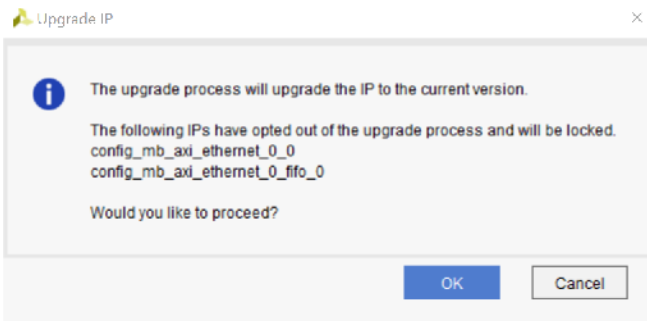 Upgrade IP
The upgrade process will upgrade the IP to the current version.
The following IPs have opted out of the upgrade process and will be locked.
config_mb_axi_ethernet_0_0
config_mb_axi_ethernet_0_fifo_0
Would you like to proceed?
OK
Cancel